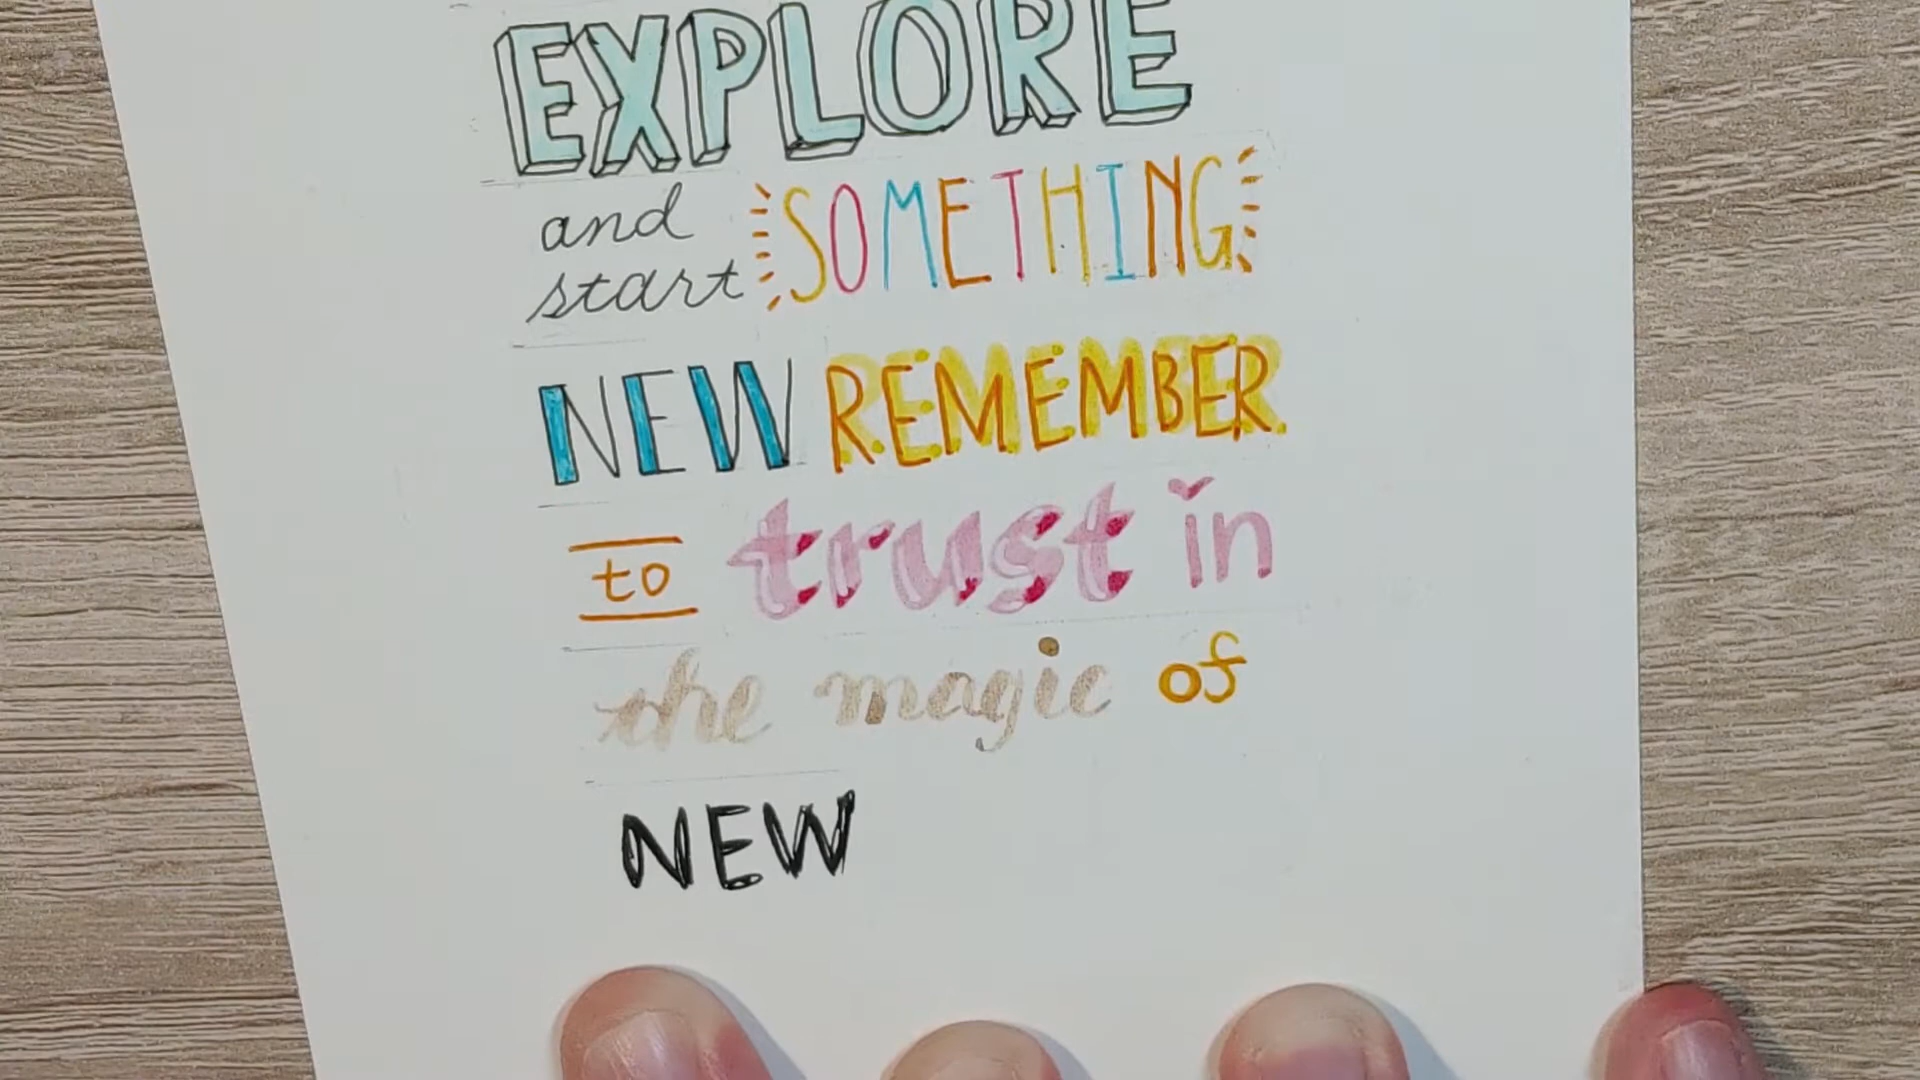 EXPLORE
and
start SOMETHING
NEW REMEMBER
to trust in
the magic of
NEW